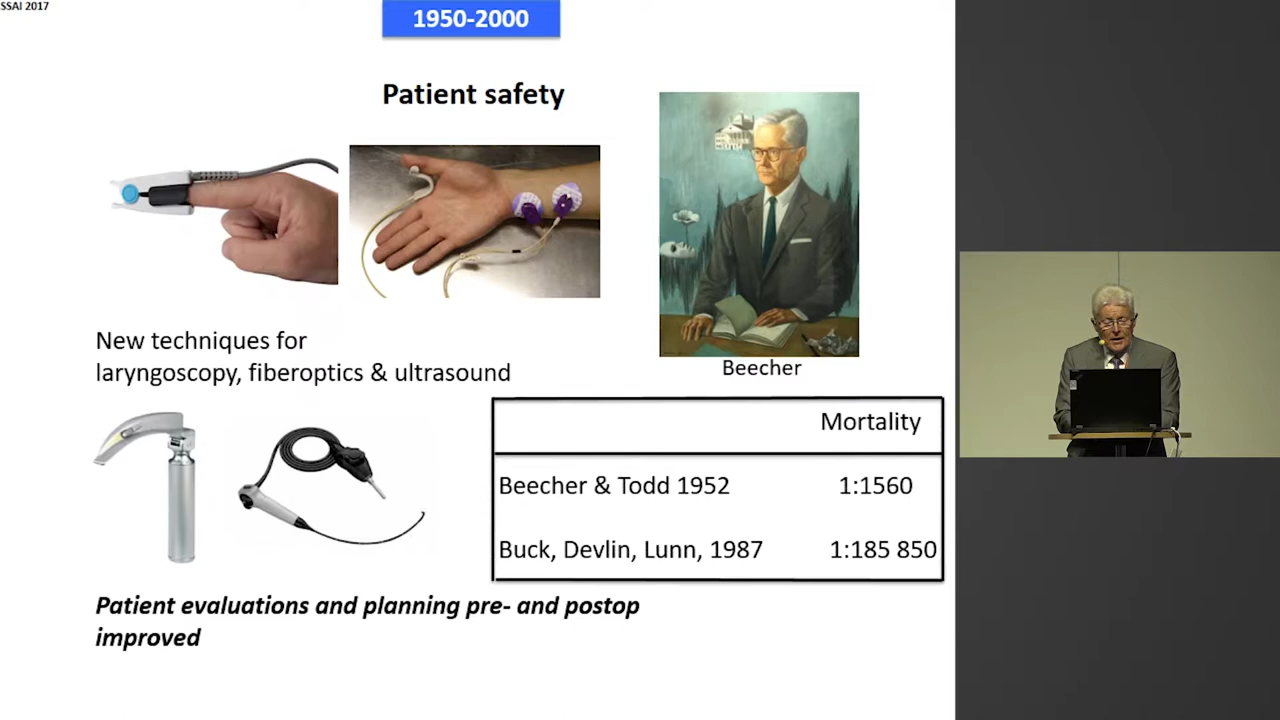 SSAI 2017
1950-2000
Patient safety
New techniques for
laryngoscopy, fiberoptics & ultrasound
Beecher
Mortality
Beecher & Todd 1952 1:1560
Buck, Devlin, Lunn, 1987 1:185 850
Patient evaluations and planning pre- and postop
improved